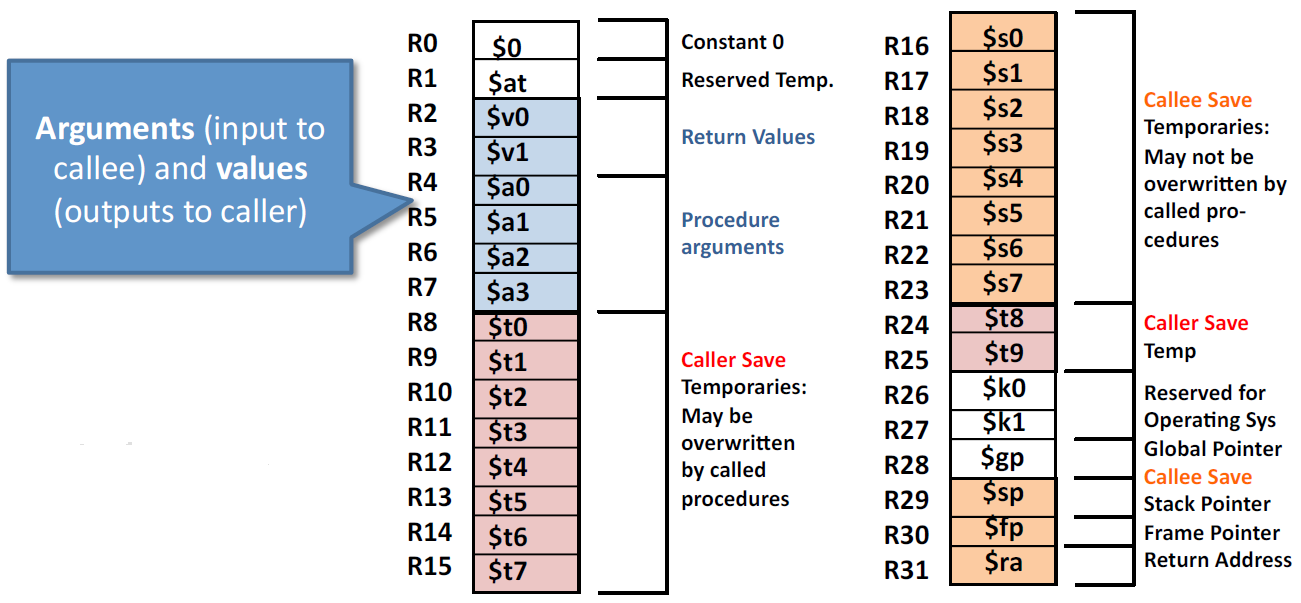 Arguments (input to
callee) and values
(outputs to caller)
R0 $0 Constant 0
R1 $at Reserved Temp.
R2 $v0
R3 $v1
Return Values
R4 $a0
R5 $a1
R6 $a2
R7 $a3
Procedure
arguments
R8 $t0
R9 $t1
R10 $t2
R11 $t3
R12 $t4
R13 $t5
R14 $t6
R15 $t7
Caller Save
Temporaries:
May be
overwritten
by called
procedures
R16 $s0
R17 $s1
R18 $s2
R19 $s3
R20 $s4
R21 $s5
R22 $s6
R23 $s7
Callee Save
Temporaries:
May not be
overwritten by
called pro-
cedures
R24 $t8
R25 $t9
Caller Save
Temp
R26 $k0
R27 $k1
Reserved for
Operating Sys
R28 $gp
Global Pointer
R29 $sp
Callee Save
Stack Pointer
R30 $fp
Frame Pointer
R31 $ra
Return Address